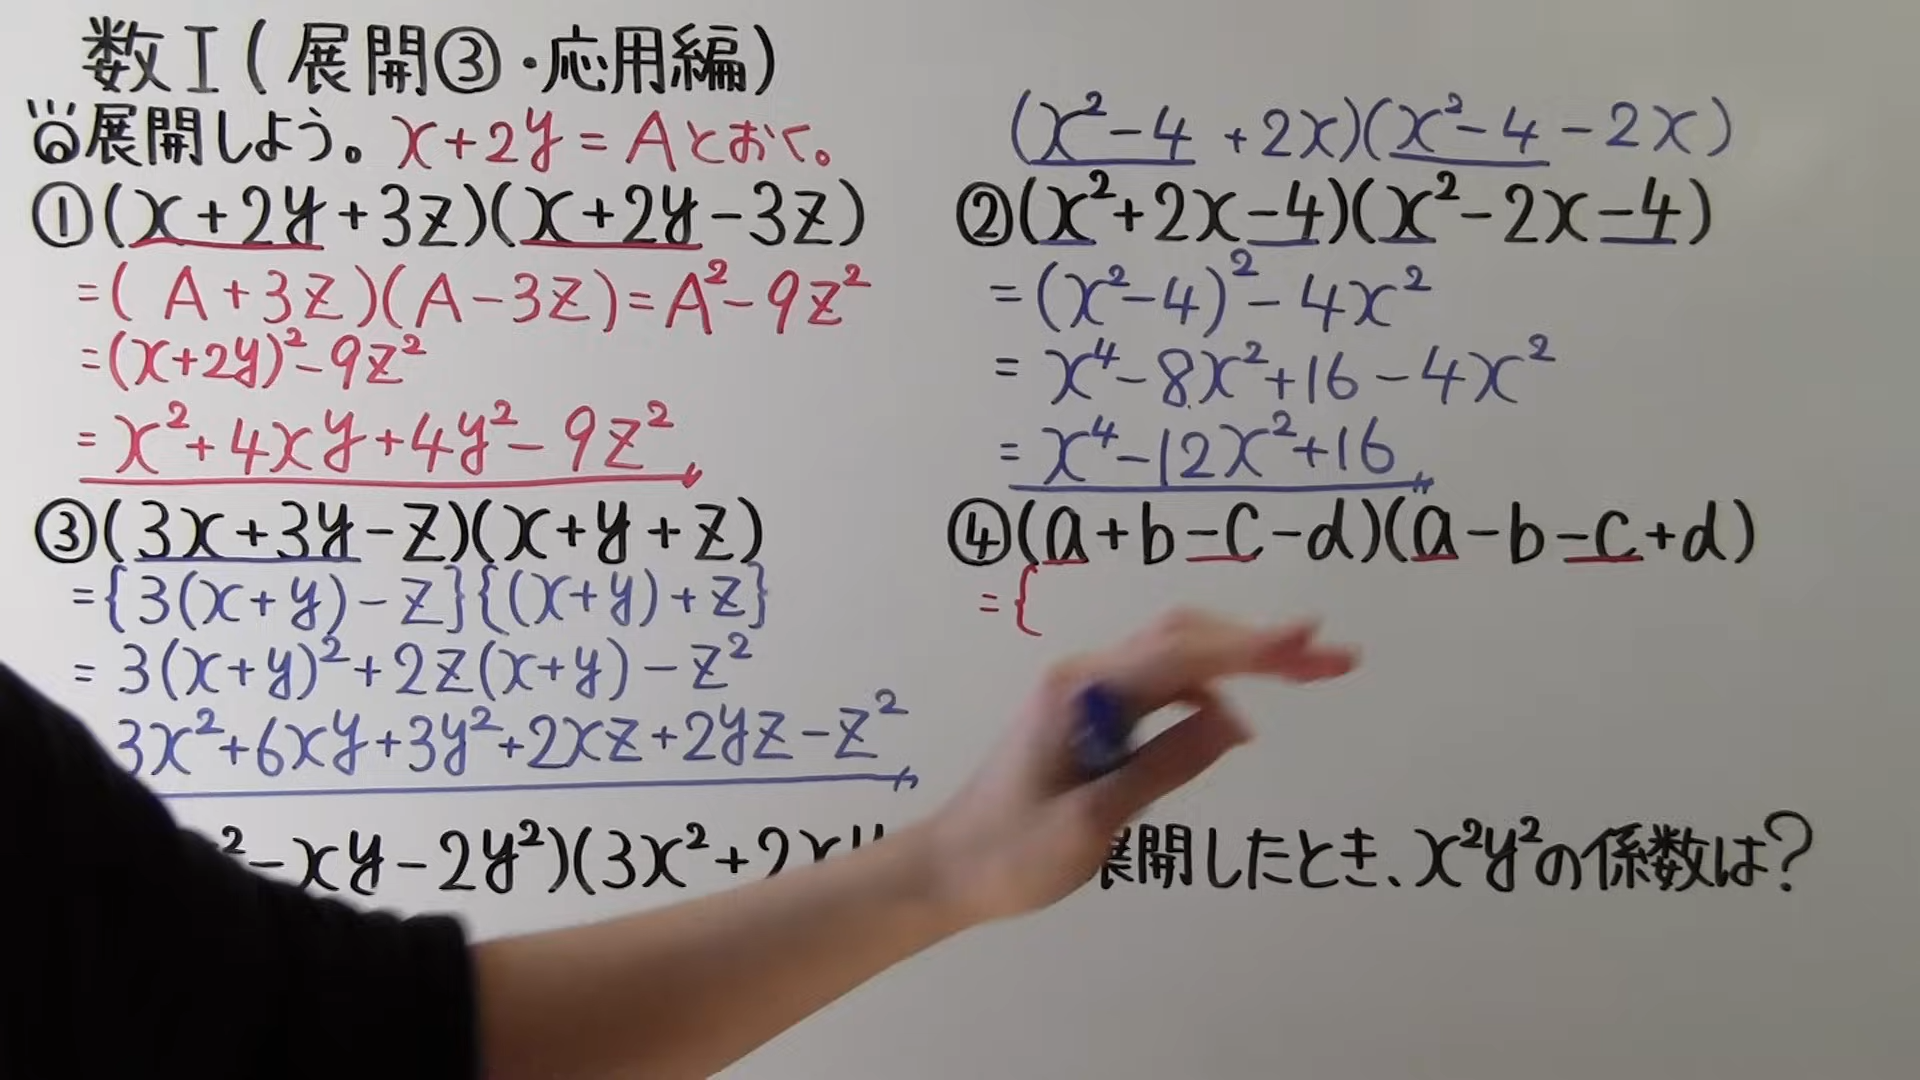 数Ⅰ(展開③・応用編)
展開しよう。x+2y=Aとおく。
①(x+2y+3z)(x+2y-3z)
=(A+3z)(A-3z)=A²-9z²
=(x+2y)²-9z²
=x²+4xy+4y²-9z²
(x²-4+2x)(x²-4-2x)
②(x²+2x-4)(x²-2x-4)
=(x²-4)²-4x²
=x⁴-8x²+16-4x²
=x⁴-12x²+16
③(3x+3y-z)(x+y+z)
={3(x+y)-z}{(x+y)+z}
=3(x+y)²+2z(x+y)-z²
3x²+6xy+3y²+2xz+2yz-z²
④(a+b-c-d)(a-b-c+d)
={
²-xy-2y²)(3x²+2xy 展開したとき、x²y²の係数は?